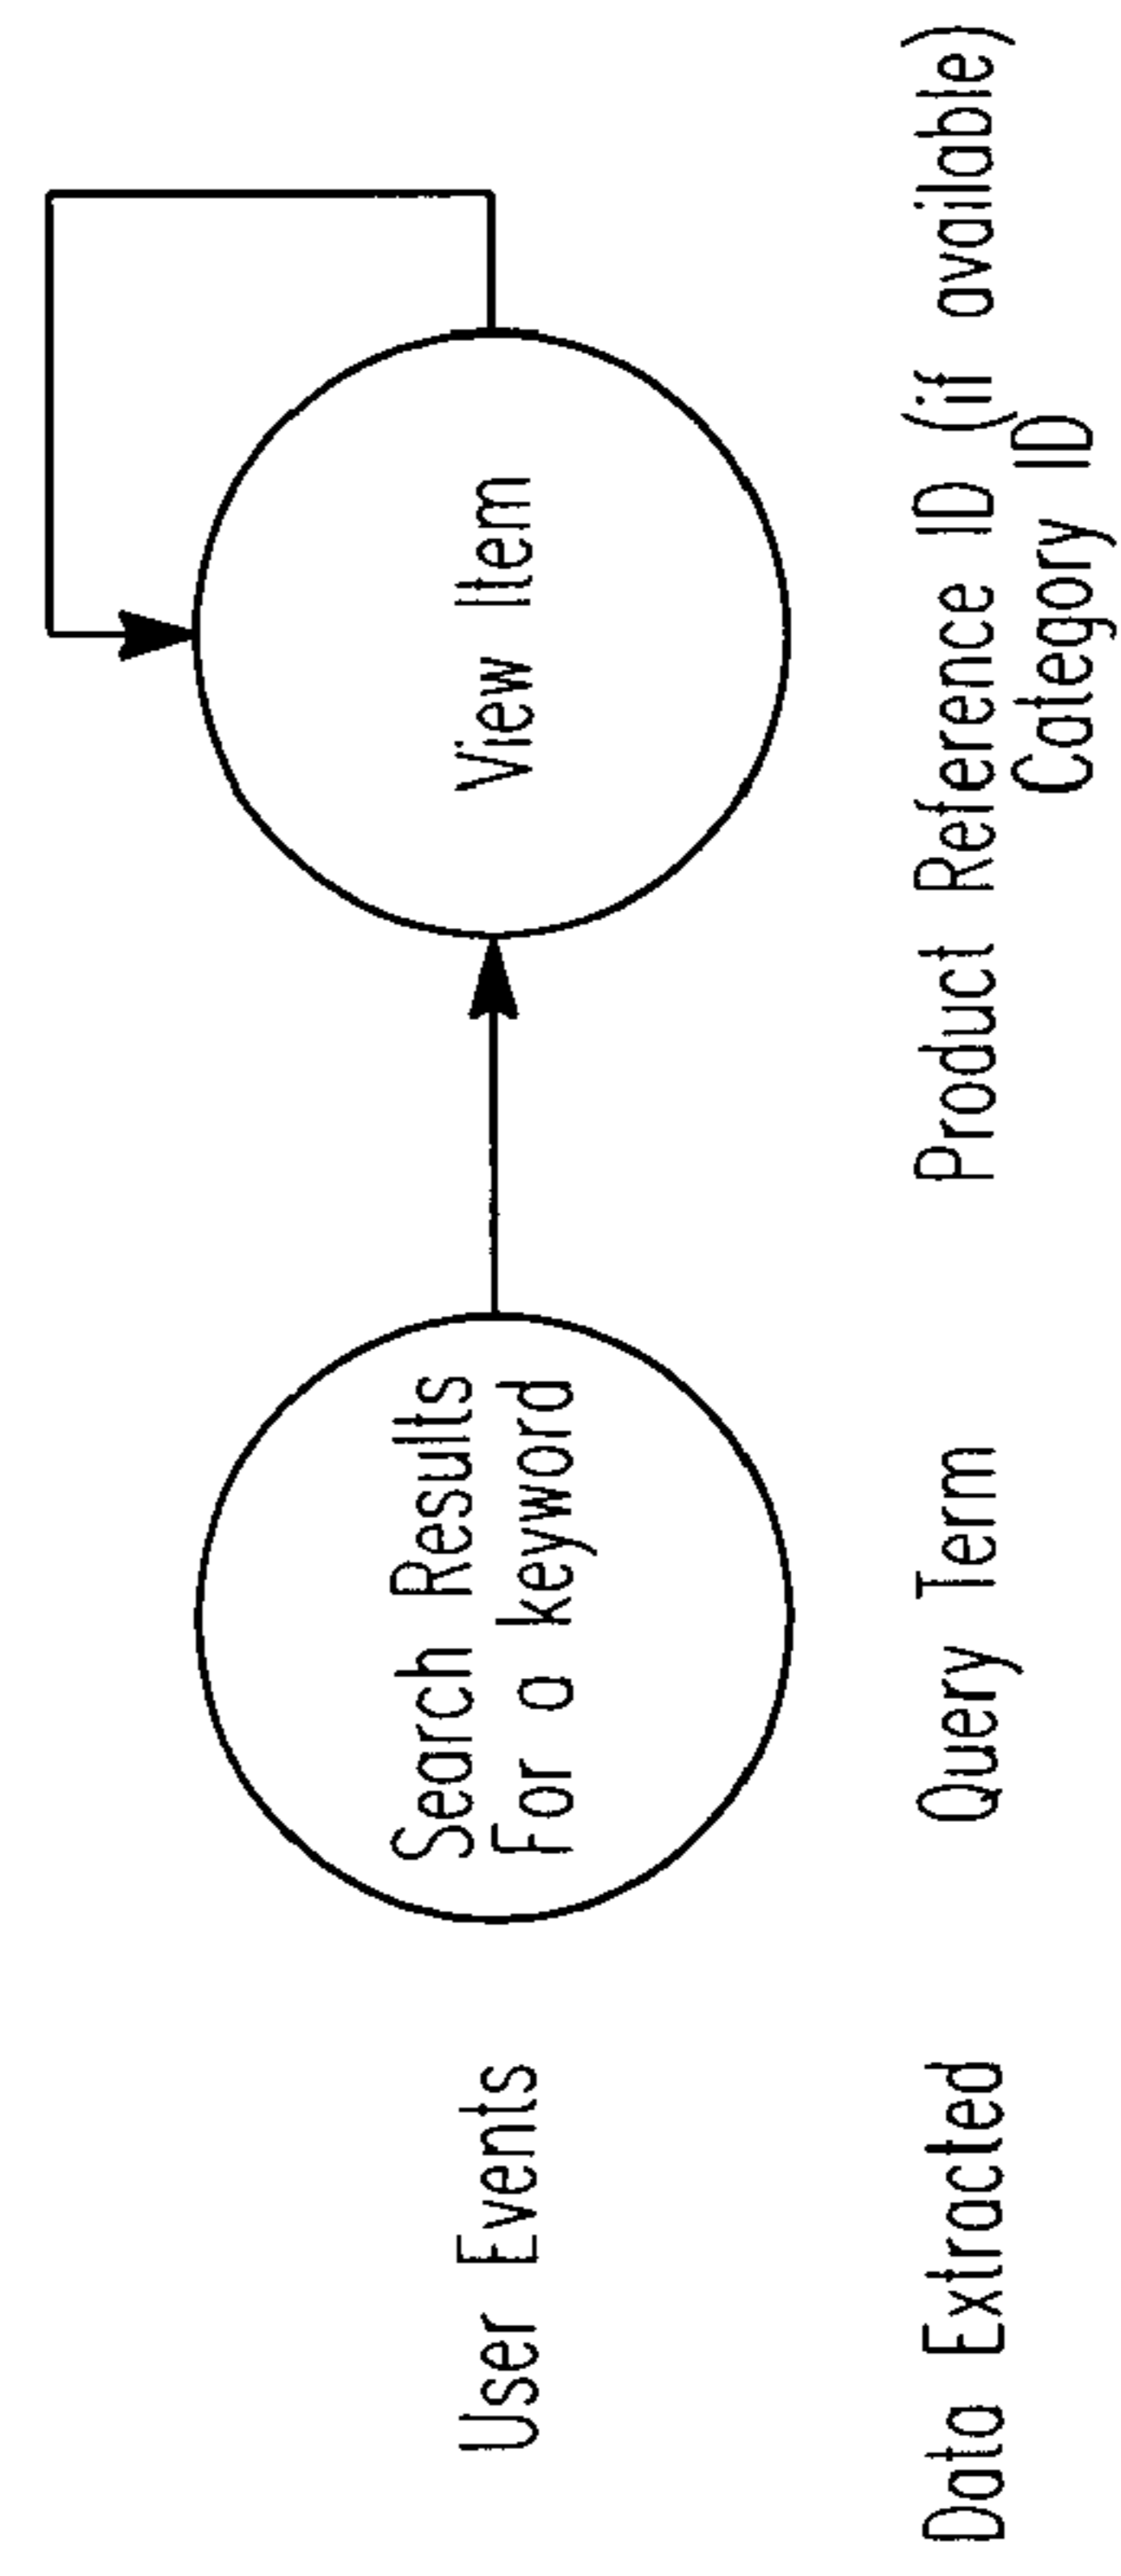 User Events
Search Results
For a keyword
View Item
Data Extracted
Query Term
Product Reference ID (if available)
Category ID